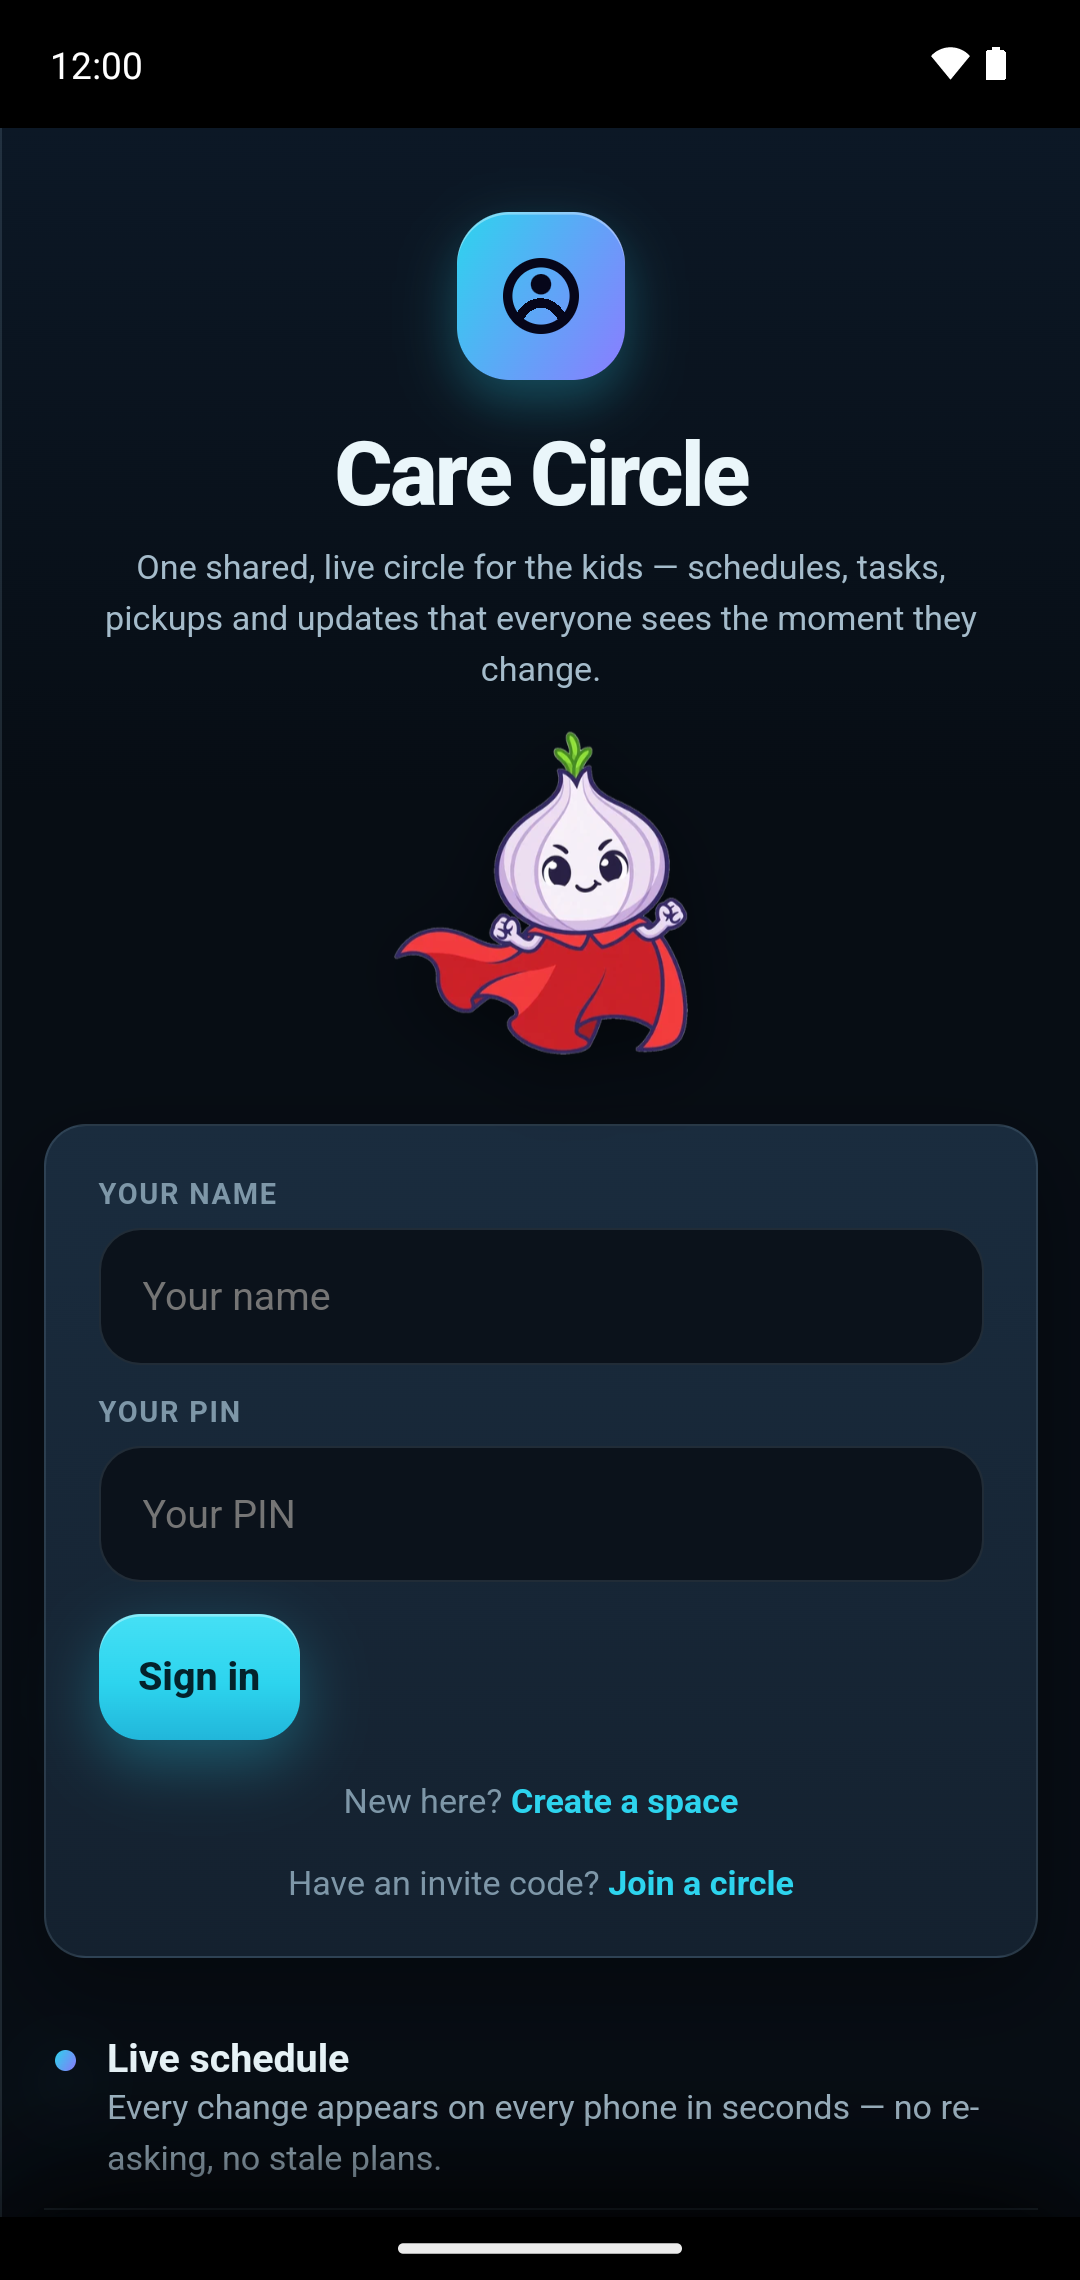 12:00
Care Circle
One shared, live circle for the kids — schedules, tasks,
pickups and updates that everyone sees the moment they
change.
YOUR NAME
Your name
YOUR PIN
Your PIN
Sign in
New here? Create a space
Have an invite code? Join a circle
Live schedule
Every change appears on every phone in seconds — no re-
asking, no stale plans.